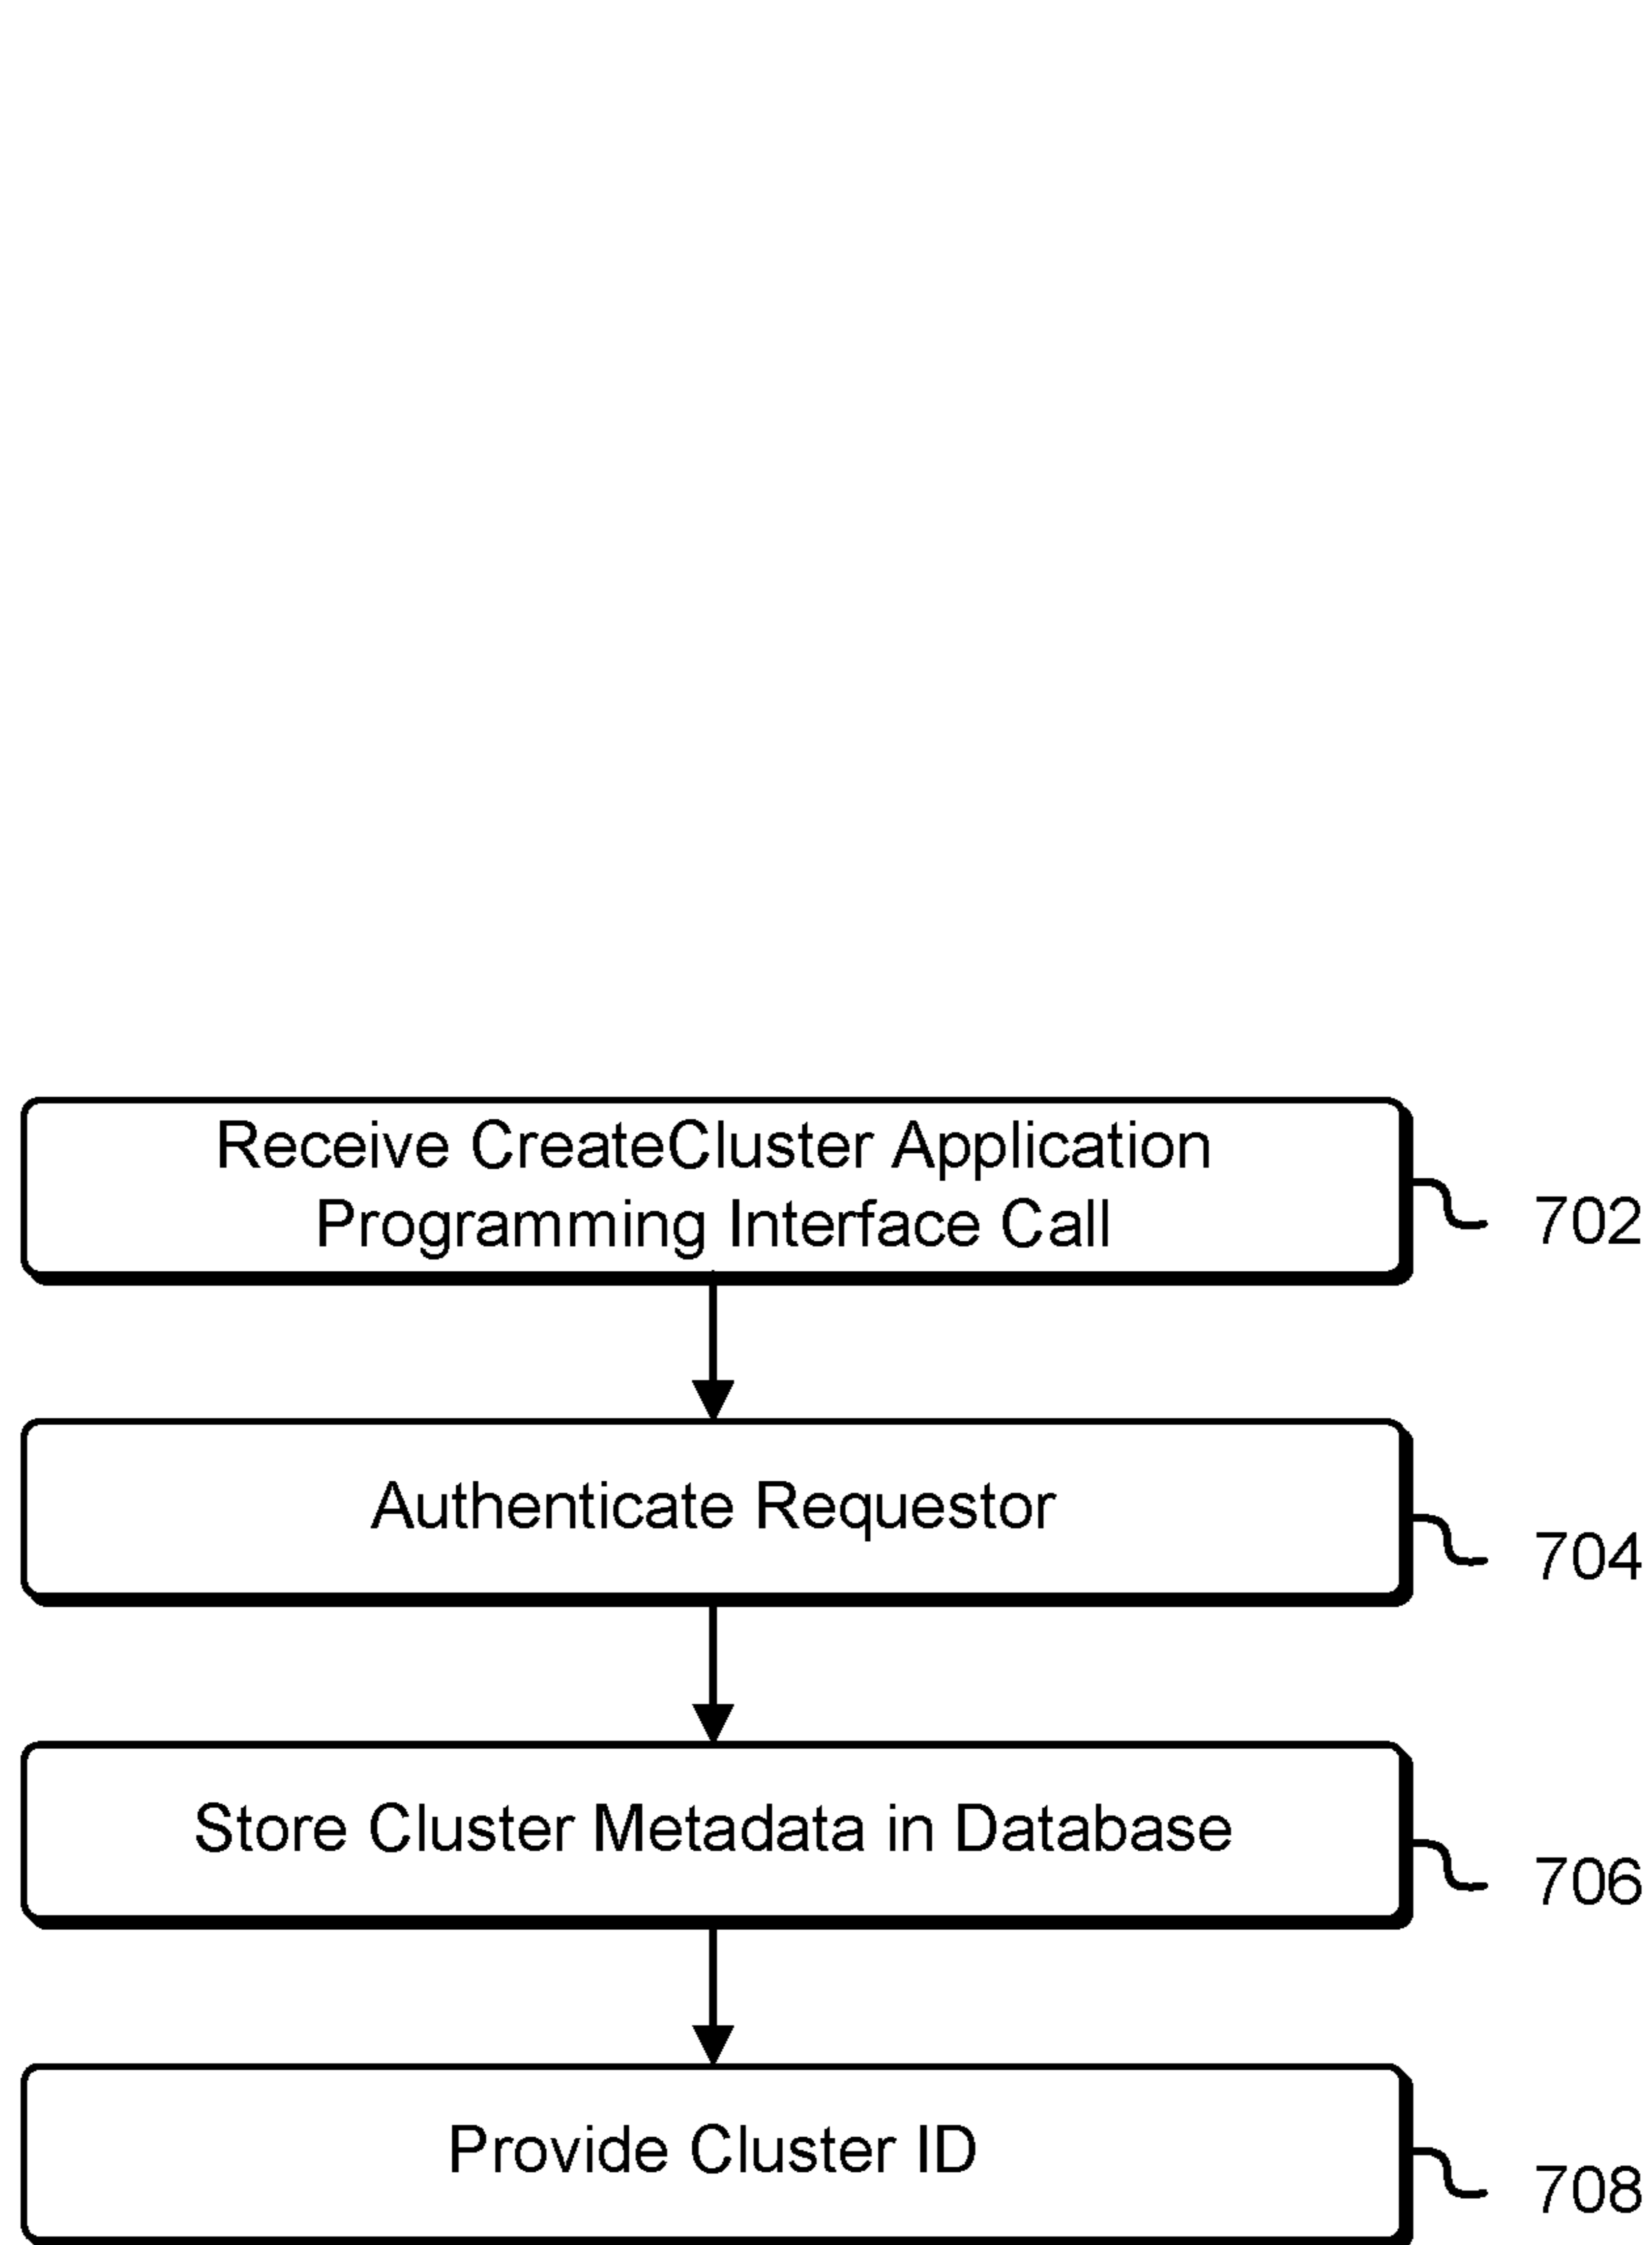 Receive CreateCluster Application
Programming Interface Call
702
Authenticate Requestor
704
Store Cluster Metadata in Database
706
Provide Cluster ID
708